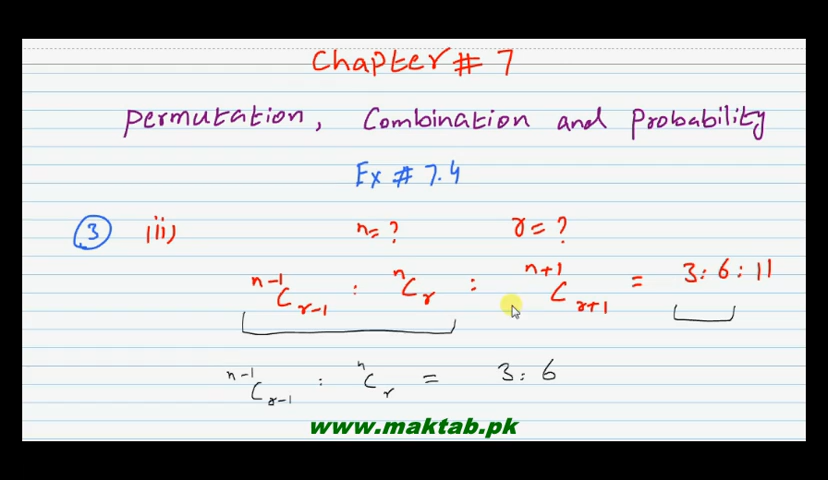 Chapter # 7
Permutation, Combination and Probability
Ex # 7.4
3 (ii) n = ? r = ?
ⁿ⁻¹Cᵣ₋₁ : ⁿCᵣ : ⁿ⁺¹Cᵣ₊₁ = 3 : 6 : 11
ⁿ⁻¹Cᵣ₋₁ : ⁿCᵣ = 3 : 6
www.maktab.pk